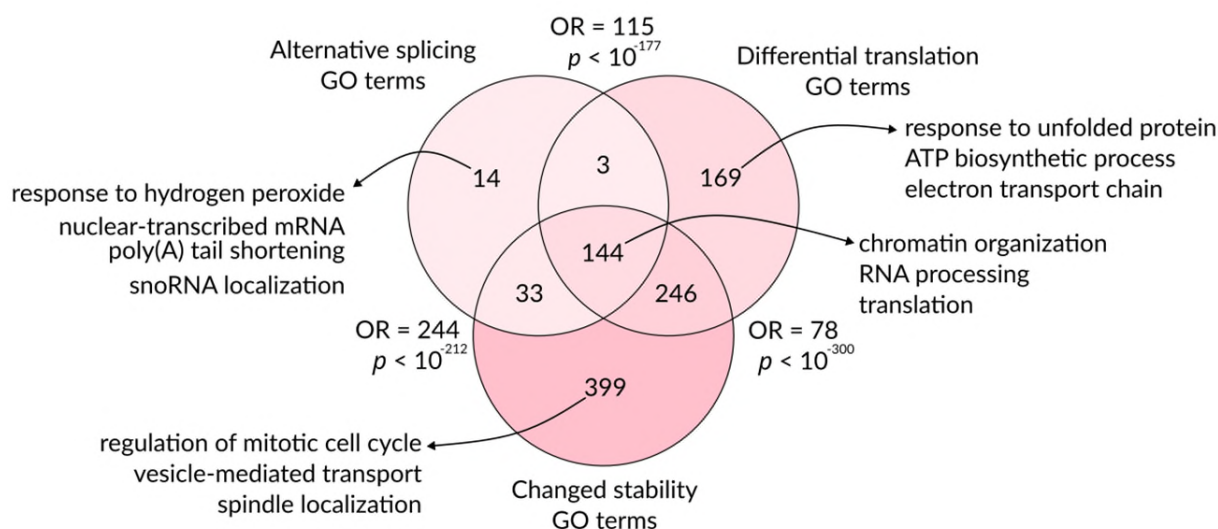 OR = 115
p < 10^-177
Alternative splicing
GO terms
Differential translation
GO terms
response to unfolded protein
ATP biosynthetic process
electron transport chain
14
3
169
response to hydrogen peroxide
nuclear-transcribed mRNA
poly(A) tail shortening
snoRNA localization
144
chromatin organization
RNA processing
translation
33
246
OR = 244
p < 10^-212
OR = 78
p < 10^-300
399
regulation of mitotic cell cycle
vesicle-mediated transport
spindle localization
Changed stability
GO terms